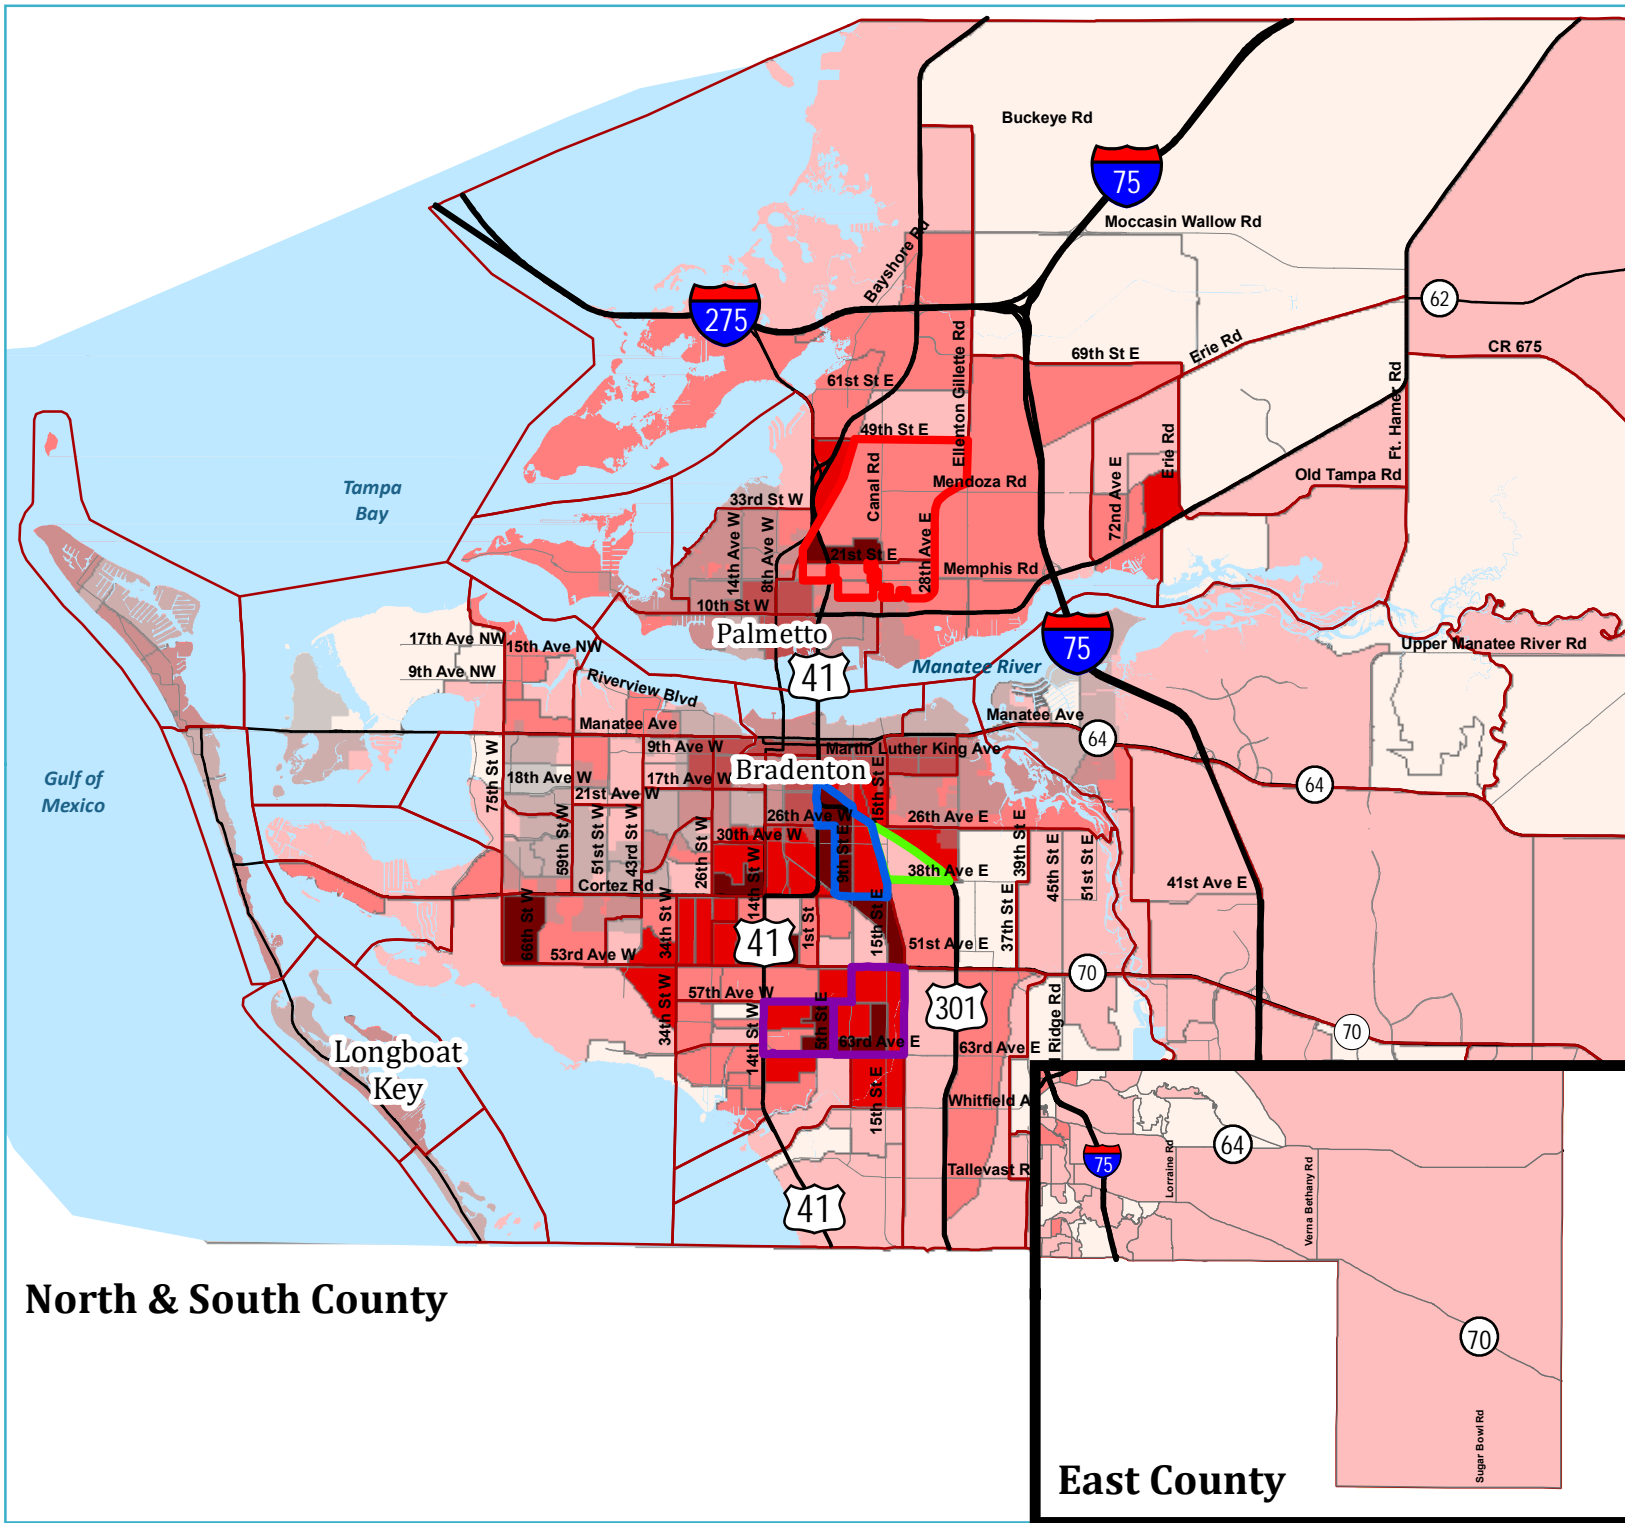 Buckeye Rd
75
Moccasin Wallow Rd
Bayshore Rd
62
275
Ellenton Gillette Rd
69th St E
Erie Rd
CR 675
61st St E
Ft. Hamer Rd
49th St E
Canal Rd
Erie Rd
72nd Ave E
Mendoza Rd
Old Tampa Rd
Tampa
Bay
33rd St W
14th Ave W
8th Ave W
21st St E
28th Ave E
Memphis Rd
10th St W
Palmetto
75
17th Ave NW
15th Ave NW
9th Ave NW
Riverview Blvd
41
Manatee River
Upper Manatee River Rd
Manatee Ave
Manatee Ave
64
9th Ave W
Martin Luther King Ave
Gulf of
Mexico
75th St W
18th Ave W
17th Ave W
Bradenton
15th St E
64
21st Ave W
26th Ave W
26th Ave E
30th Ave W
59th St W
51st St W
43rd St W
26th St W
14th St W
9th St E
38th Ave E
39th St E
45th St E
51st St E
41st Ave E
Cortez Rd
66th St W
34th St W
41
1st St
15th St E
51st Ave E
37th St E
53rd Ave W
70
34th St W
57th Ave W
14th St W
5th St E
63rd Ave E
301
63rd Ave E
Ridge Rd
70
Longboat
Key
15th St E
Whitfield A
Tallevast R
41
75
Lorraine Rd
64
Verna Bethany Rd
70
Sugar Bowl Rd
North & South County
East County